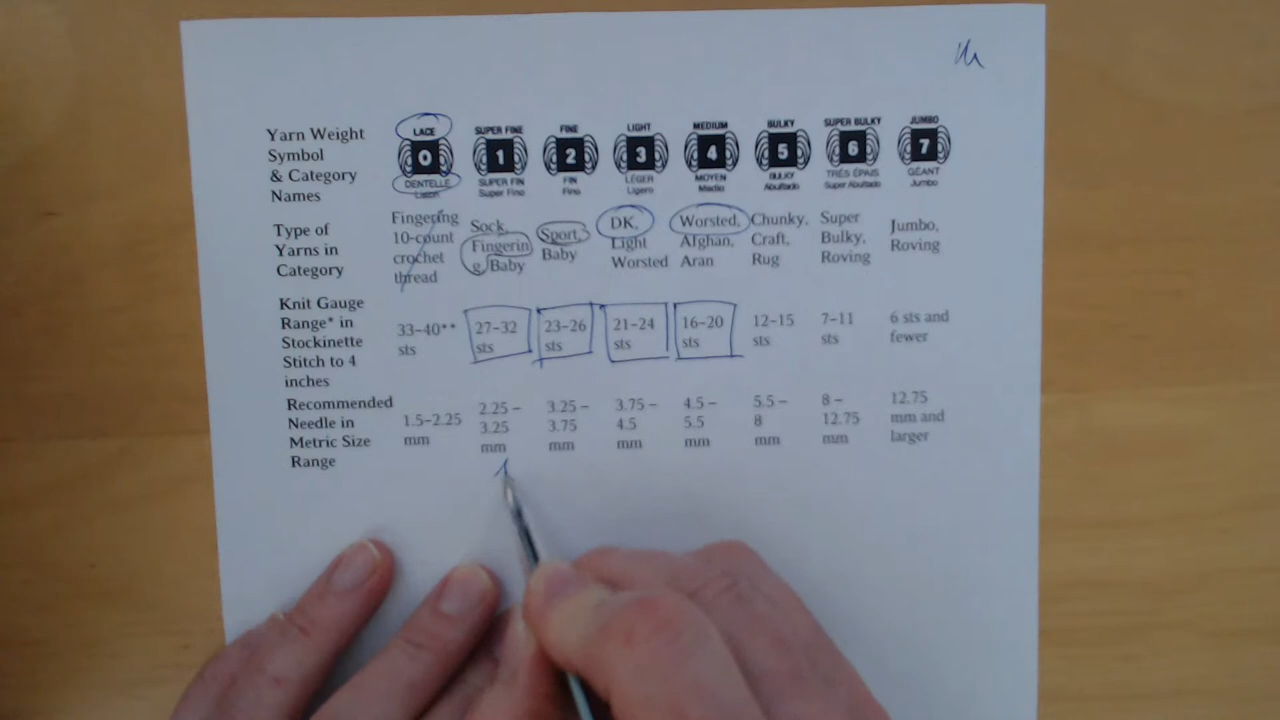 Yarn Weight Symbol & Category Names
LACE SUPER FINE FINE LIGHT MEDIUM BULKY SUPER BULKY JUMBO
0 1 2 3 4 5 6 7
DENTELLE SUPER FIN FIN LÉGER MOYEN BULKY TRÈS ÉPAIS GÉANT
Super Fino Fino Ligero Medio Abultado Super Abultado Jumbo
Type of Yarns in Category
Fingering 10-count crochet thread
Sock, Fingerin g, Baby
Sport, Baby
DK, Light Worsted
Worsted, Afghan, Aran
Chunky, Craft, Rug
Super Bulky, Roving
Jumbo, Roving
Knit Gauge Range* in Stockinette Stitch to 4 inches
33–40** sts
27–32 sts
23–26 sts
21–24 sts
16–20 sts
12–15 sts
7–11 sts
6 sts and fewer
Recommended Needle in Metric Size Range
1.5–2.25 mm
2.25 – 3.25 mm
3.25 – 3.75 mm
3.75 – 4.5 mm
4.5 – 5.5 mm
5.5 – 8 mm
8 – 12.75 mm
12.75 mm and larger